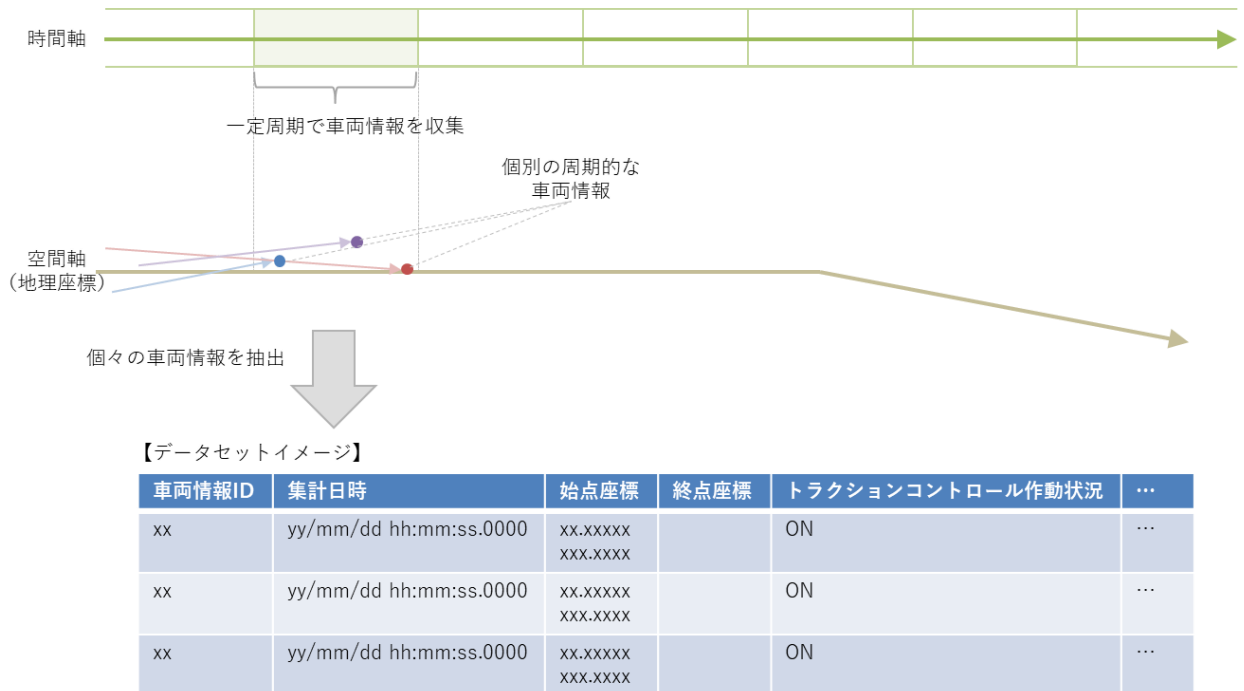 時間軸
一定周期で車両情報を収集
個別の周期的な
車両情報
空間軸
(地理座標)
個々の車両情報を抽出
【データセットイメージ】
車両情報ID 集計日時 始点座標 終点座標 トラクションコントロール作動状況 …
xx yy/mm/dd hh:mm:ss.0000 xx.xxxxx ON …
xxx.xxxx
xx yy/mm/dd hh:mm:ss.0000 xx.xxxxx ON …
xxx.xxxx
xx yy/mm/dd hh:mm:ss.0000 xx.xxxxx ON …
xxx.xxxx